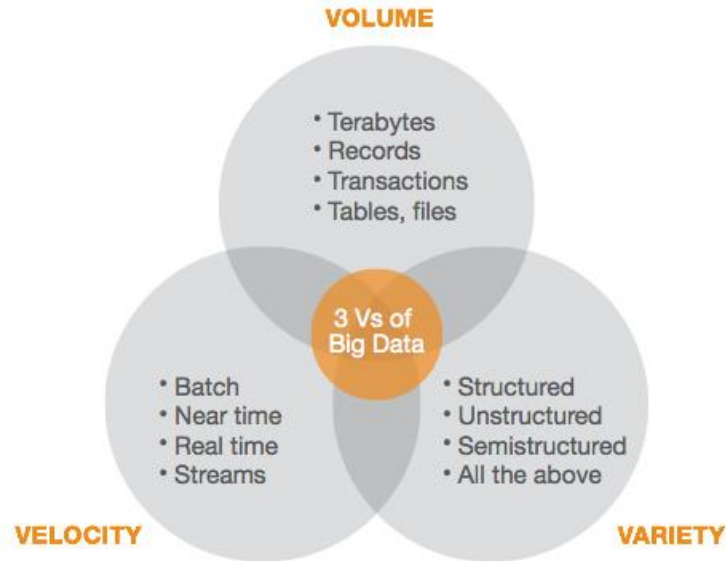 VOLUME
• Terabytes
• Records
• Transactions
• Tables, files
3 Vs of
Big Data
• Batch
• Near time
• Real time
• Streams
• Structured
• Unstructured
• Semistructured
• All the above
VELOCITY
VARIETY